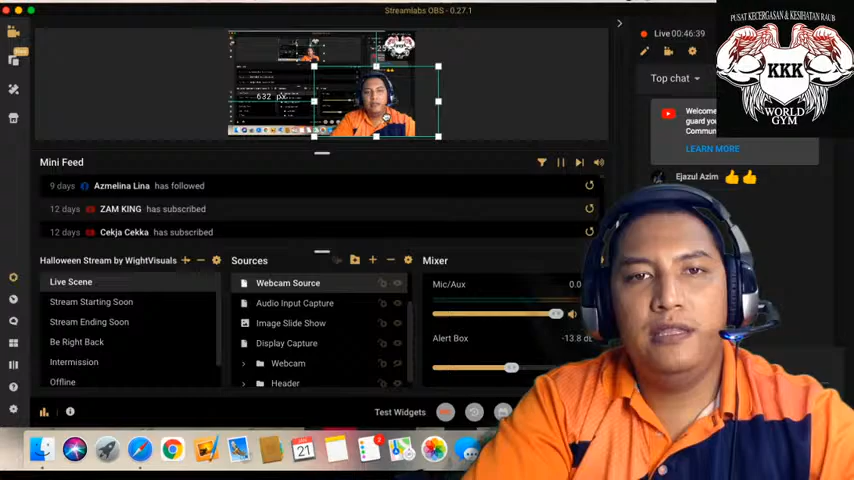 Streamlabs OBS - 0.27.1
Live 00:46:39
PUSAT KECERGASAN & KESIHATAN RAUB
KKK
WORLD
GYM
Top chat
Welcome
guard you
Commun
LEARN MORE
Ejazul Azim 👍👍
632 px
Mini Feed
9 days Azmelina Lina has followed
12 days ZAM KING has subscribed
12 days Cekja Cekka has subscribed
Halloween Stream by WightVisuals
Live Scene
Stream Starting Soon
Stream Ending Soon
Be Right Back
Intermission
Offline
Sources
Webcam Source
Audio Input Capture
Image Slide Show
Display Capture
Webcam
Header
Mixer
Mic/Aux 0.0
Alert Box -13.8 dB
Test Widgets
JAN
21
2